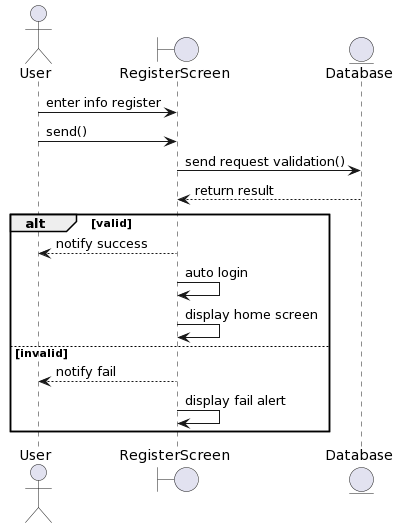 User
RegisterScreen
Database
enter info register
send()
send request validation()
return result
alt [valid]
notify success
auto login
display home screen
[invalid]
notify fail
display fail alert
User
RegisterScreen
Database